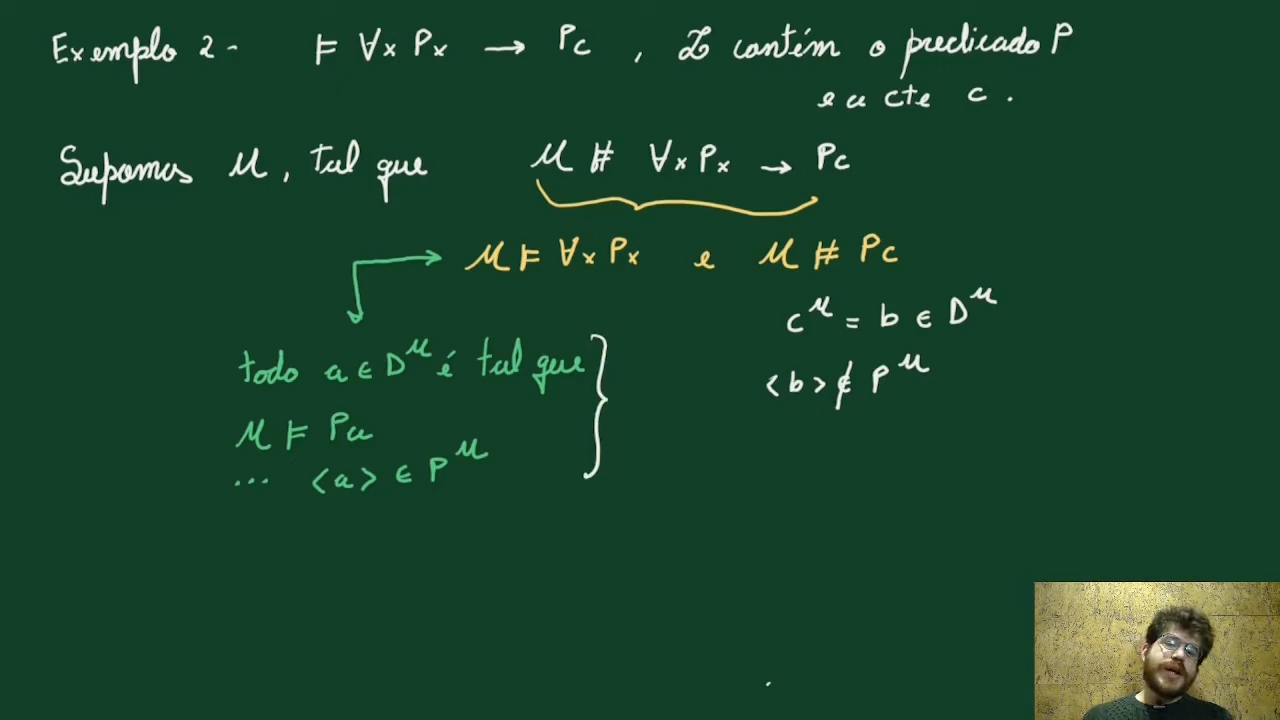 Exemplo 2- ⊨ ∀x Px → Pc , L contém o predicado P
e a cte c.
Supomos M, tal que M ⊭ ∀x Px → Pc
M ⊨ ∀x Px e M ⊭ Pc
c^M = b ∈ D^M
todo a ∈ D^M é tal que
<b> ∉ P^M
M ⊨ Pa
... <a> ∈ P^M